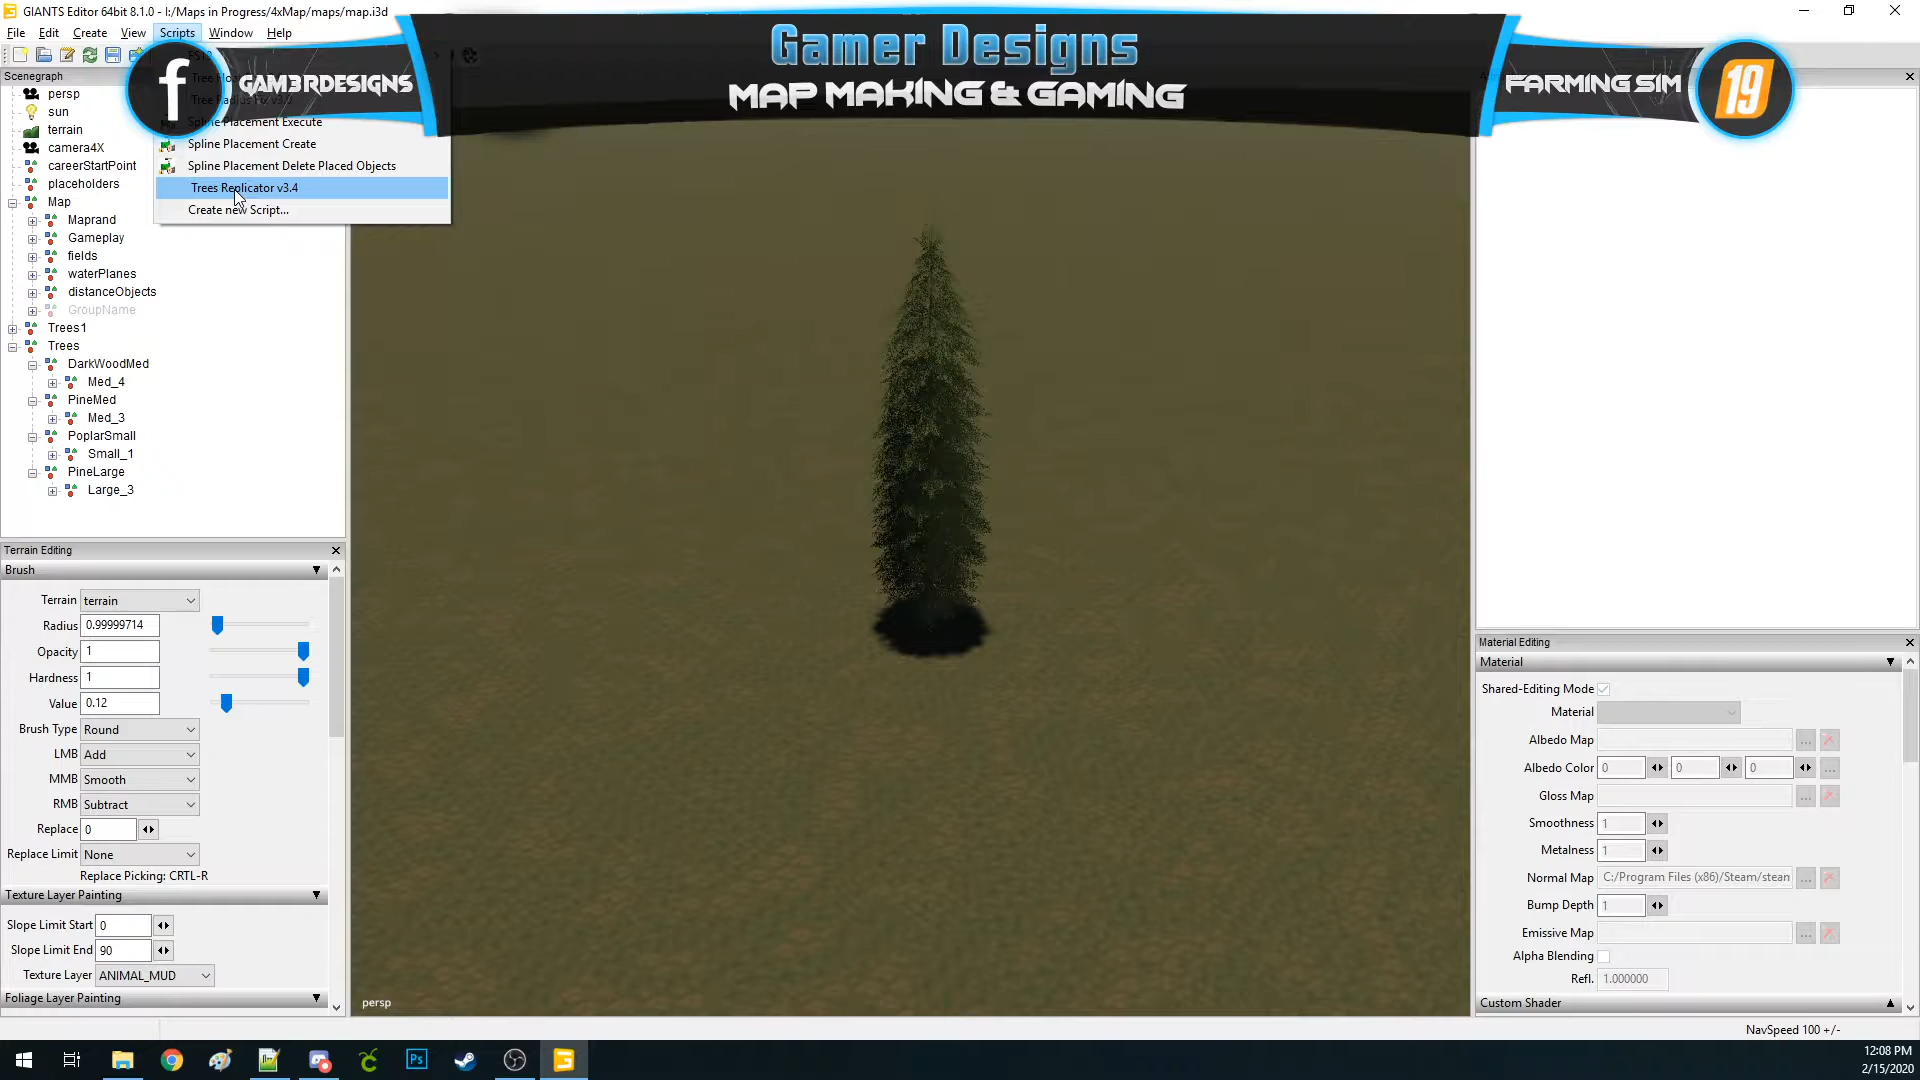 GIANTS Editor 64bit 8.1.0 - I:/Maps in Progress/4xMap/maps/map.i3d
File Edit Create View Scripts Window Help
Gamer Designs
MAP MAKING & GAMING
GAM3RDESIGNS
FARMING SIM
19
Scenegraph
persp
sun
terrain
camera4X
careerStartPoint
placeholders
Map
Maprand
Gameplay
fields
waterPlanes
distanceObjects
GroupName
Trees1
Trees
DarkWoodMed
Med_4
PineMed
Med_3
PoplarSmall
Small_1
PineLarge
Large_3
Spline Placement Execute
Spline Placement Create
Spline Placement Delete Placed Objects
Trees Replicator v3.4
Create new Script...
Terrain Editing
Brush
Terrain terrain
Radius 0.99999714
Opacity 1
Hardness 1
Value 0.12
Brush Type Round
LMB Add
MMB Smooth
RMB Subtract
Replace 0
Replace Limit None
Replace Picking: CRTL-R
Texture Layer Painting
Slope Limit Start 0
Slope Limit End 90
Texture Layer ANIMAL_MUD
Foliage Layer Painting
persp
Material Editing
Material
Shared-Editing Mode
Material
Albedo Map
Albedo Color 0 0 0
Gloss Map
Smoothness 1
Metalness 1
Normal Map C:/Program Files (x86)/Steam/stean
Bump Depth 1
Emissive Map
Alpha Blending
Refl. 1.000000
Custom Shader
NavSpeed 100 +/-
Ps
12:08 PM
2/15/2020